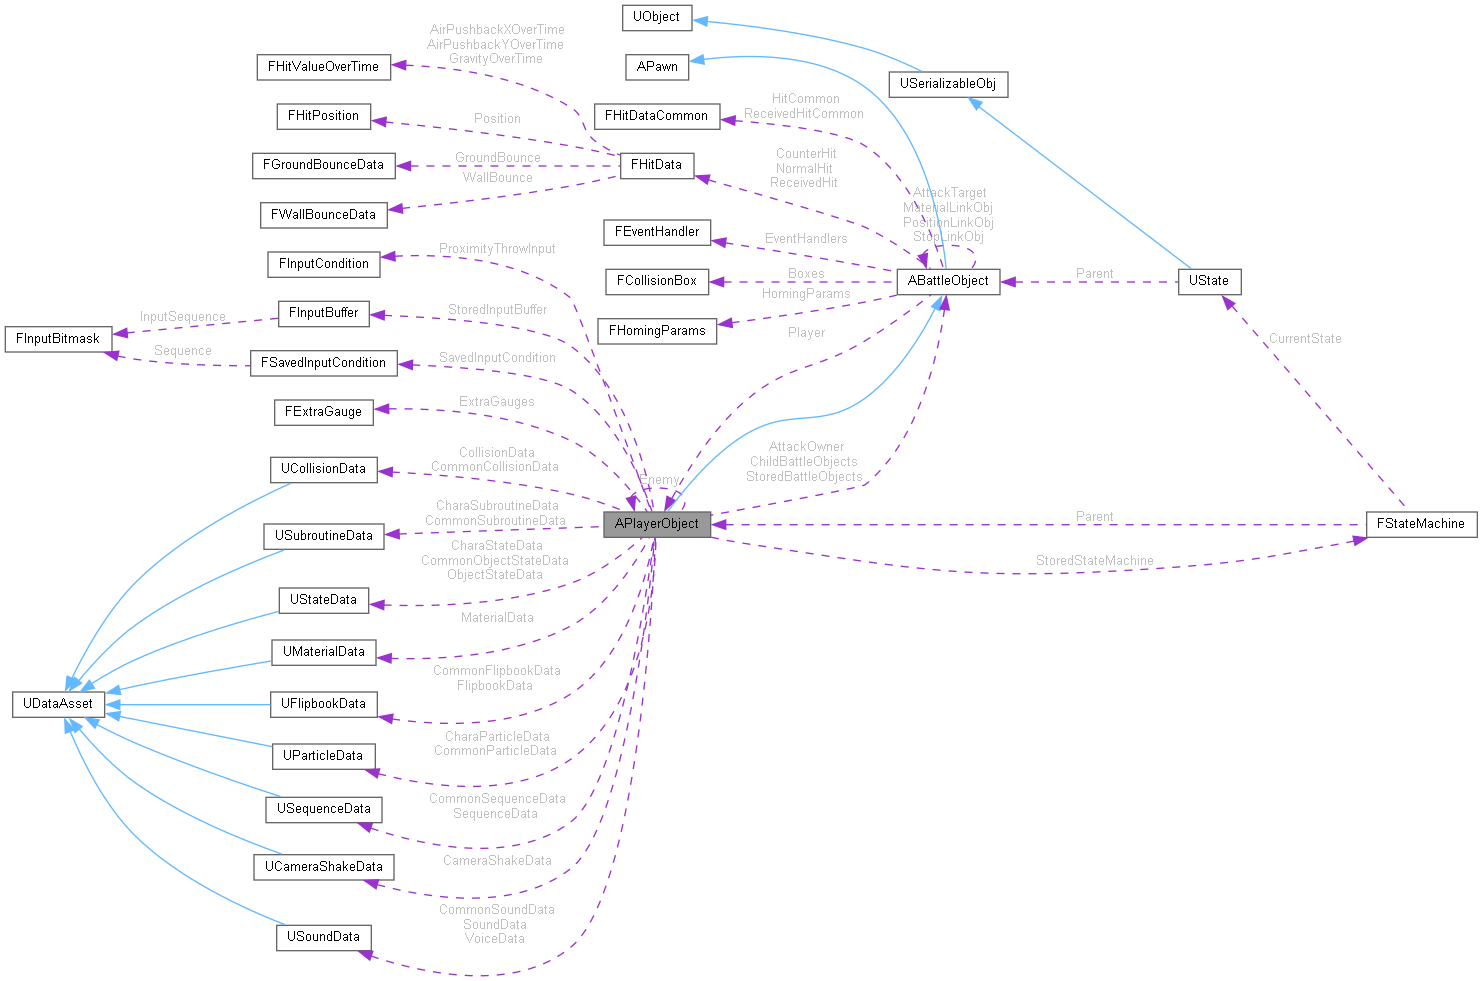 UObject
AirPushbackXOverTime
AirPushbackYOverTime
GravityOverTime
FHitValueOverTime
APawn
USerializableObj
HitCommon
ReceivedHitCommon
FHitPosition
Position
FHitDataCommon
FGroundBounceData
GroundBounce
WallBounce
FHitData
CounterHit
NormalHit
ReceivedHit
FWallBounceData
AttackTarget
MaterialLinkObj
PositionLinkObj
StopLinkObj
FEventHandler
EventHandlers
FInputCondition
ProximityThrowInput
FCollisionBox
Boxes
ABattleObject
Parent
UState
HomingParams
FInputBuffer
StoredInputBuffer
InputSequence
FHomingParams
Player
FInputBitmask
CurrentState
Sequence
FSavedInputCondition
SavedInputCondition
FExtraGauge
ExtraGauges
UCollisionData
CollisionData
CommonCollisionData
AttackOwner
ChildBattleObjects
StoredBattleObjects
Enemy
USubroutineData
CharaSubroutineData
CommonSubroutineData
APlayerObject
Parent
FStateMachine
CharaStateData
CommonObjectStateData
ObjectStateData
StoredStateMachine
UStateData
MaterialData
UMaterialData
CommonFlipbookData
FlipbookData
UDataAsset
UFlipbookData
CharaParticleData
CommonParticleData
UParticleData
CommonSequenceData
SequenceData
USequenceData
CameraShakeData
UCameraShakeData
CommonSoundData
SoundData
VoiceData
USoundData